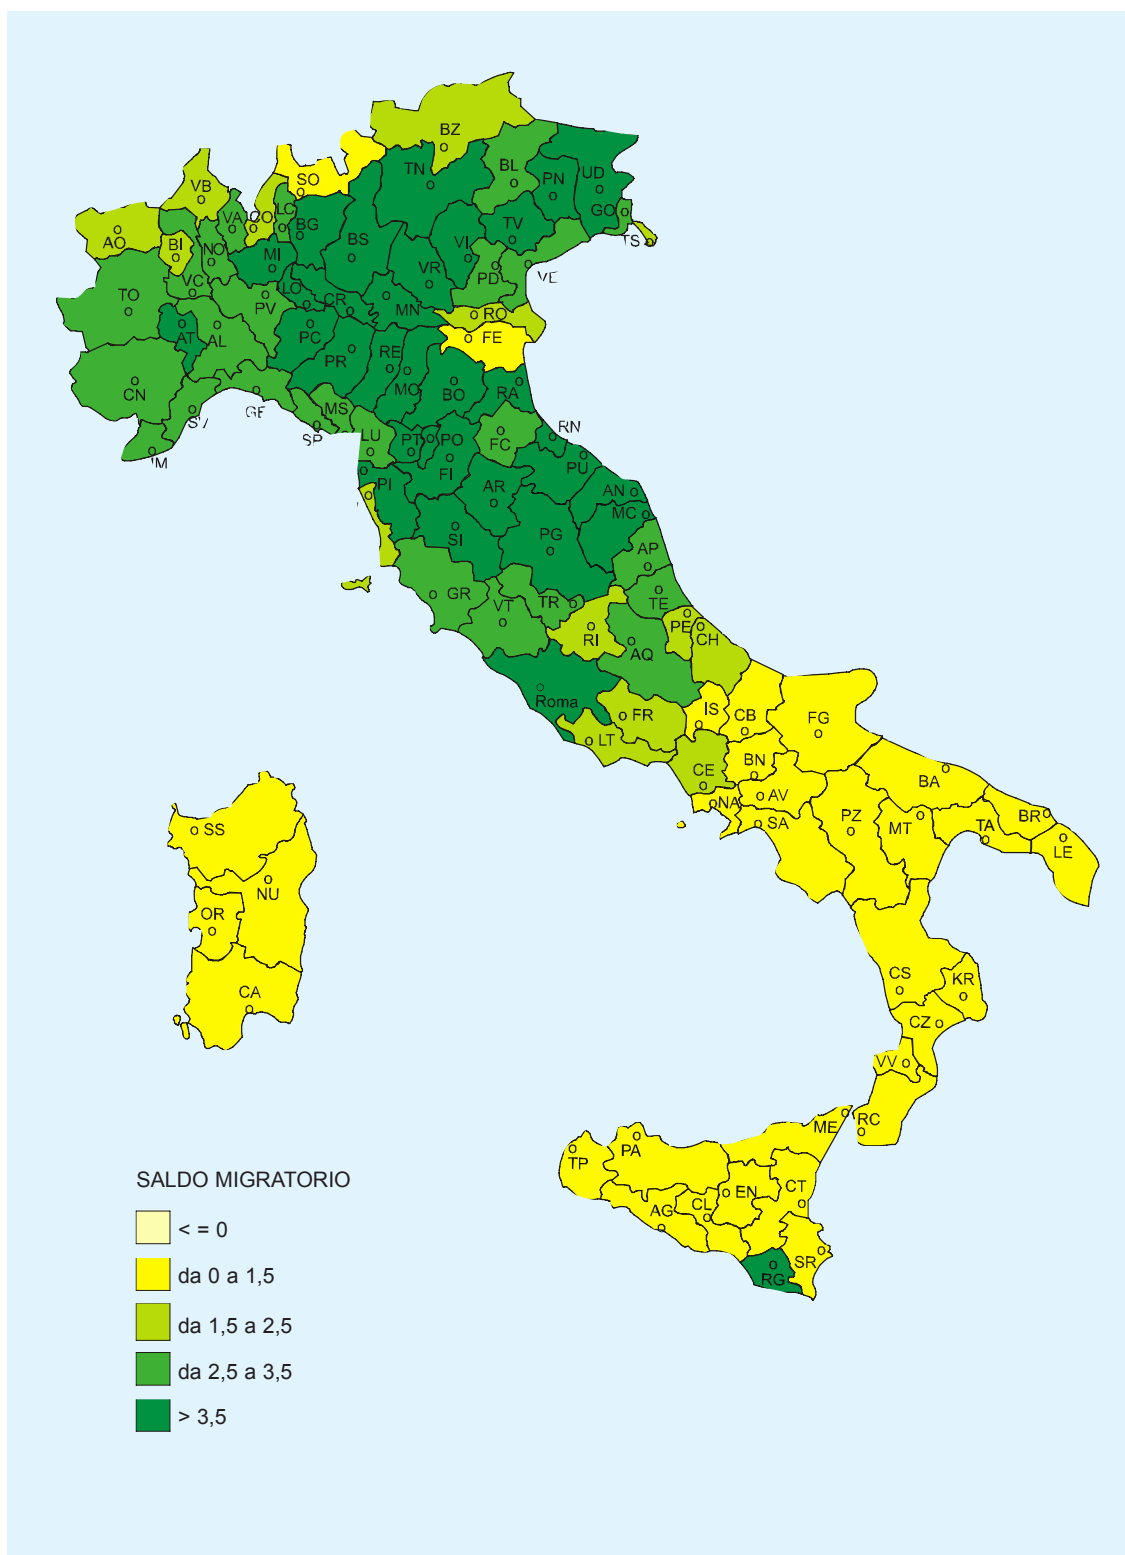 BZ
TN
BL
PN
UD
SO
VB
VA
CO
LC
BG
BS
VI
TV
GO
TS
AO
BI
NO
MI
VR
PD
VE
TO
VC
PV
LO
CR
MN
RO
AT
AL
PC
PR
RE
MO
FE
CN
BO
RA
SV
GE
MS
SP
LU
PT
PO
FC
RN
IM
PI
FI
AR
PU
AN
MC
SI
PG
AP
GR
VT
TR
TE
RI
PE
CH
AQ
Roma
FR
LT
IS
CB
FG
CE
BN
BA
NA
AV
SA
PZ
MT
TA
BR
LE
SS
NU
OR
CA
CS
KR
CZ
VV
RC
ME
TP
PA
EN
CT
AG
CL
SR
RG
SALDO MIGRATORIO
< = 0
da 0 a 1,5
da 1,5 a 2,5
da 2,5 a 3,5
> 3,5